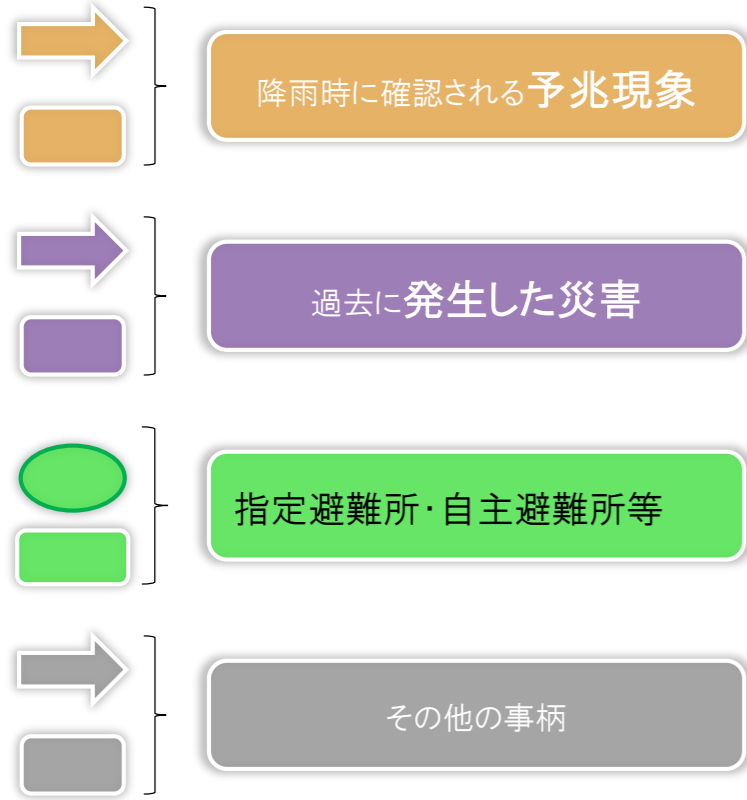 降雨時に確認される予兆現象
過去に発生した災害
指定避難所・自主避難所等
その他の事柄